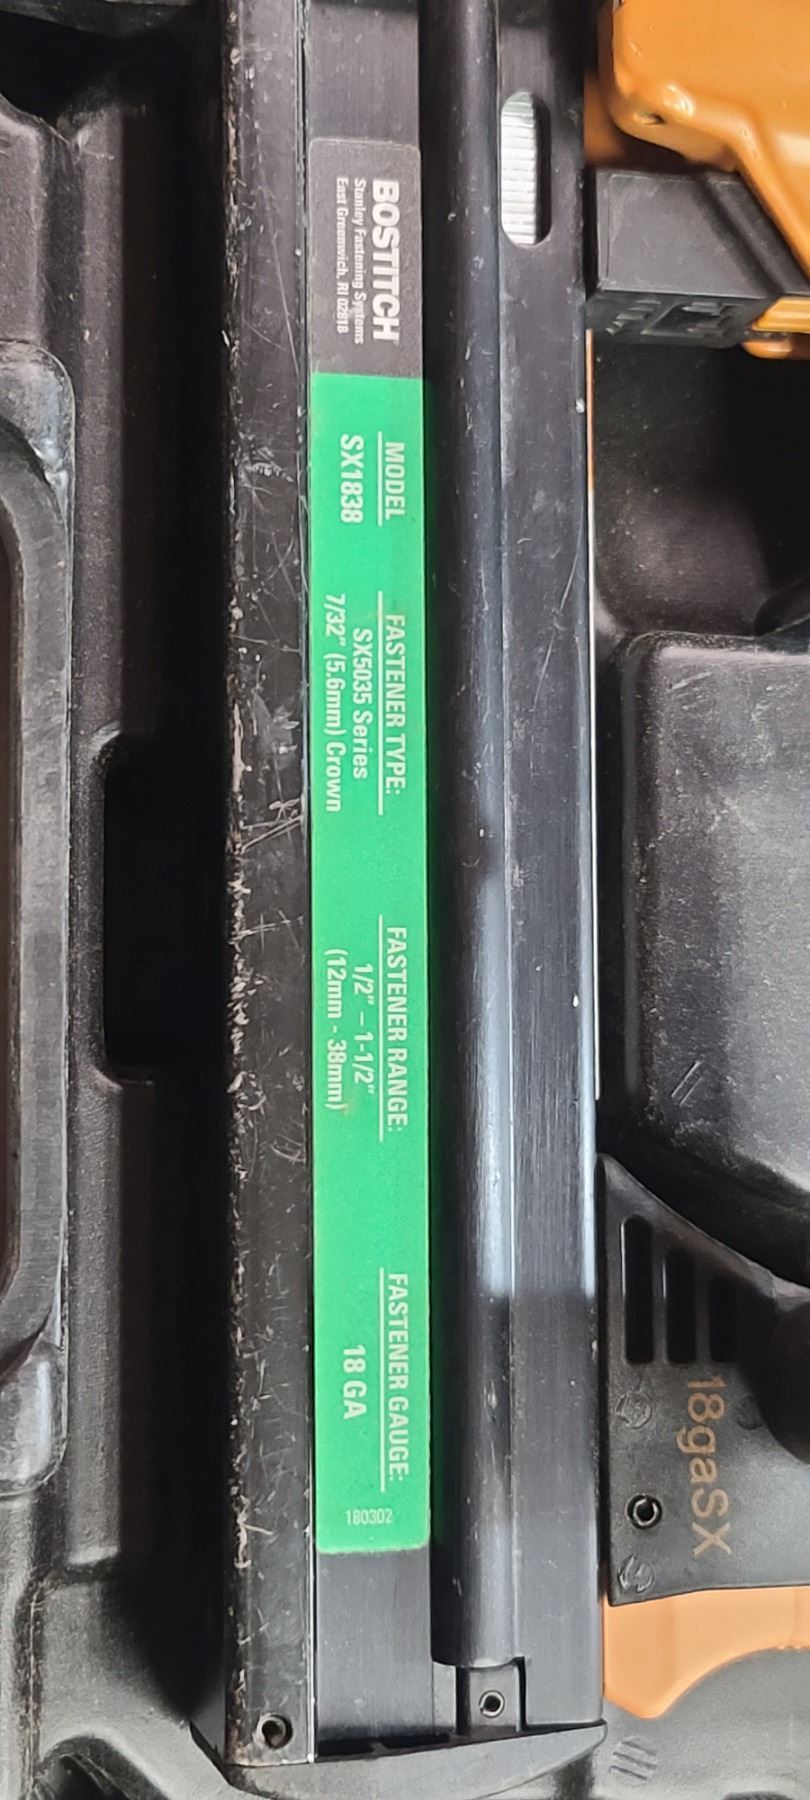 BOSTITCH
Stanley Fastening Systems
East Greenwich, RI 02818
MODEL
SX1838
FASTENER TYPE:
SX5035 Series
7/32" (5.6mm) Crown
FASTENER RANGE:
1/2" – 1-1/2"
(12mm - 38mm)
FASTENER GAUGE:
18 GA
180302
18gaSX